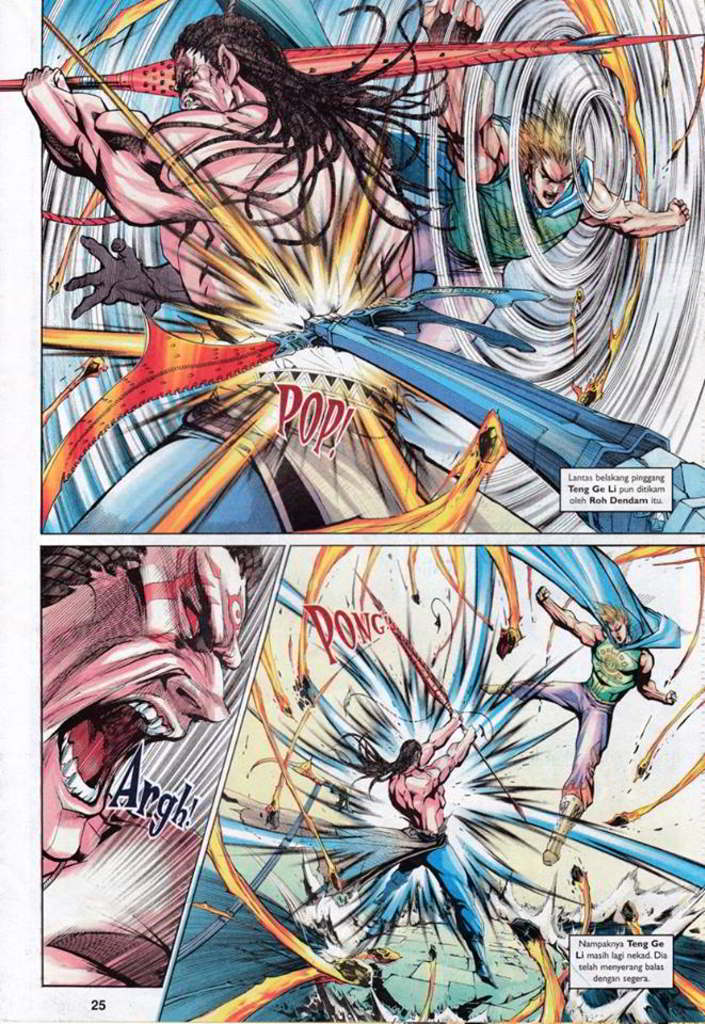 POP!
Lantas belakang pinggang
Teng Ge Li pun ditikam
oleh Roh Dendam itu.
PONG!
Argh!
Nampaknya Teng Ge
Li masih lagi nekad. Dia
telah menyerang balas
dengan segera.
25